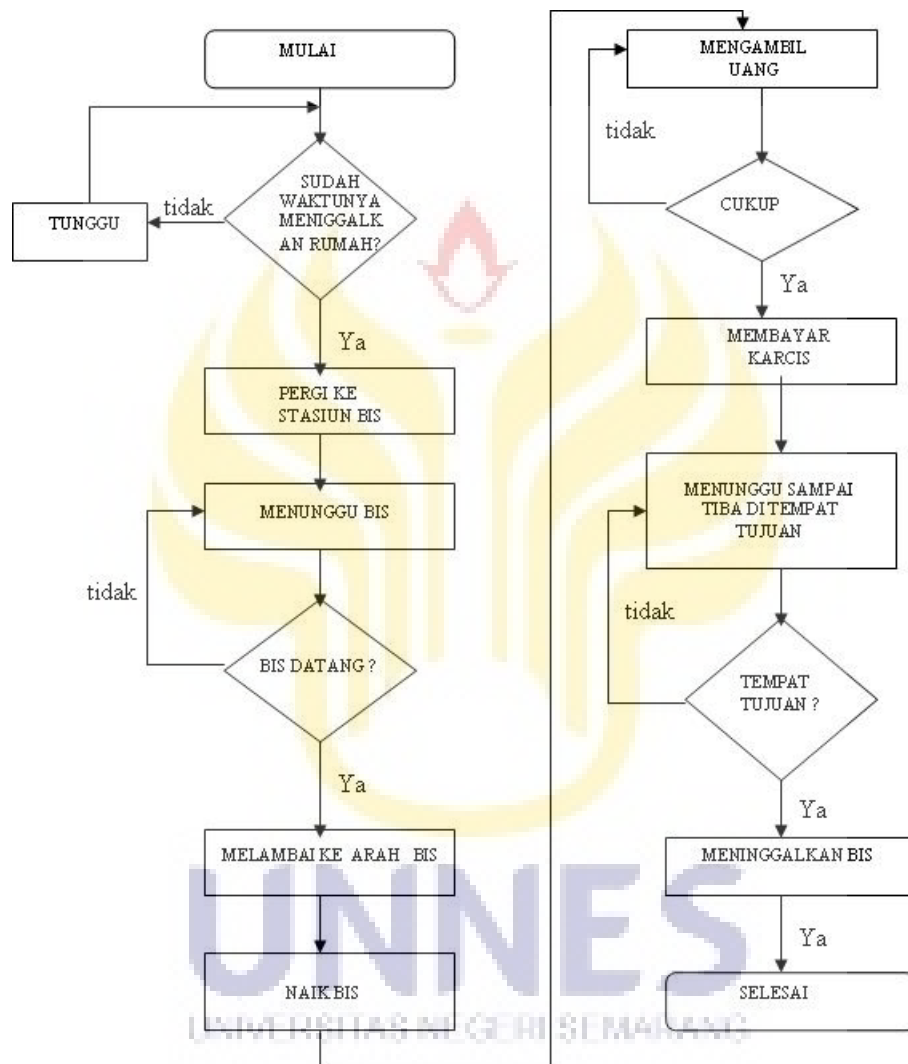 MULAI
SUDAH
WAKTUNYA
MENIGGALK
AN RUMAH?
tidak
TUNGGU
Ya
PERGI KE
STASIUN BIS
MENUNGGU BIS
tidak
BIS DATANG ?
Ya
MELAMBAI KE ARAH BIS
NAIK BIS
MENGAMBIL
UANG
tidak
CUKUP
Ya
MEMBAYAR
KARCIS
MENUNGGU SAMPAI
TIBA DI TEMPAT
TUJUAN
tidak
TEMPAT
TUJUAN ?
Ya
MENINGGALKAN BIS
Ya
SELESAI
UNNES
UNIVERSITAS NEGERI SEMARANG